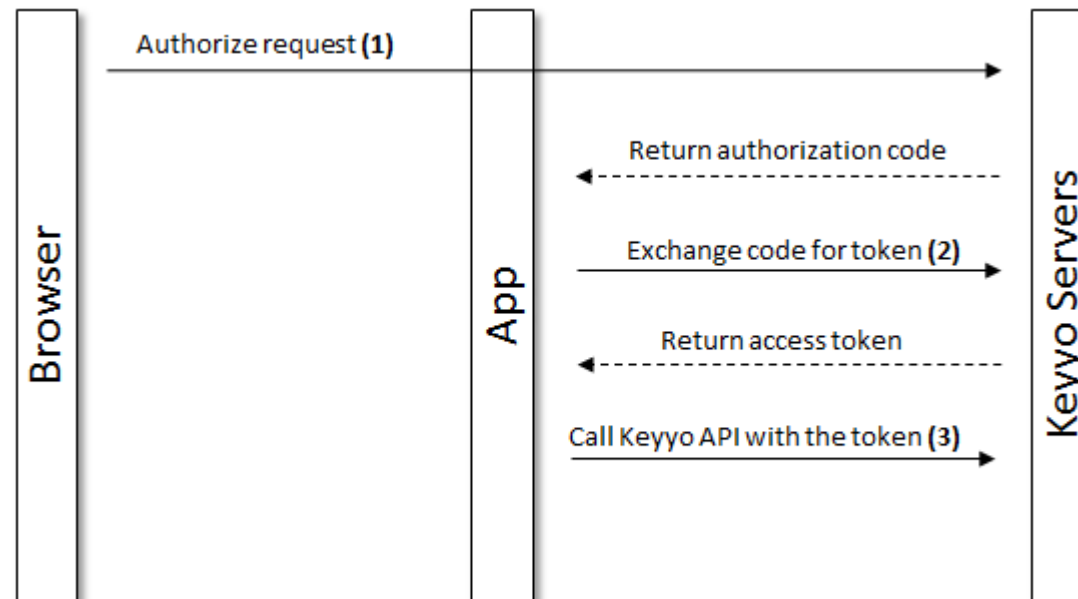 Authorize request (1)
Return authorization code
Exchange code for token (2)
Return access token
Call Keyyo API with the token (3)
Browser
App
Keyyo Servers